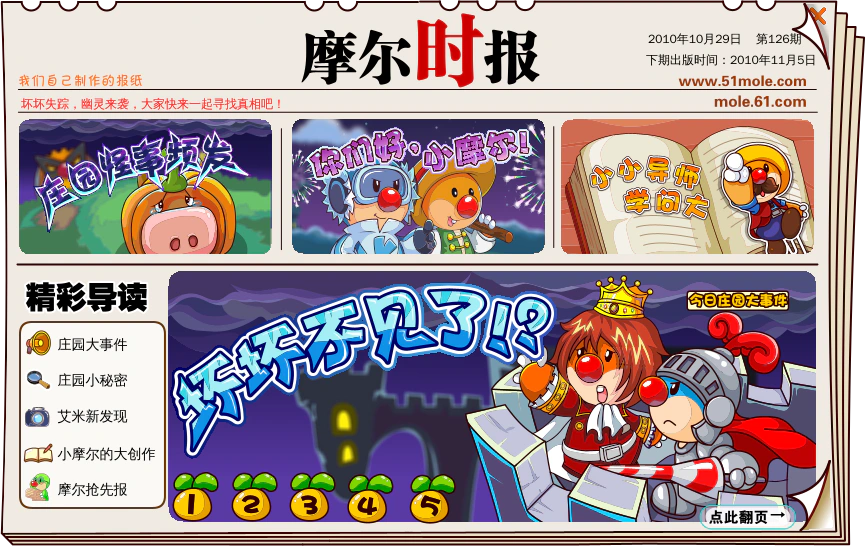 摩尔时报
2010年10月29日 第126期
下期出版时间：2010年11月5日
我们自己制作的报纸
www.51mole.com
坏坏失踪，幽灵来袭，大家快来一起寻找真相吧！
mole.61.com
庄园怪事频发
你们好，小摩尔！
小小导师
学问大
精彩导读
庄园大事件
庄园小秘密
艾米新发现
小摩尔的大创作
摩尔抢先报
今日庄园大事件
坏坏不见了！？
1 2 3 4 5
点此翻页→